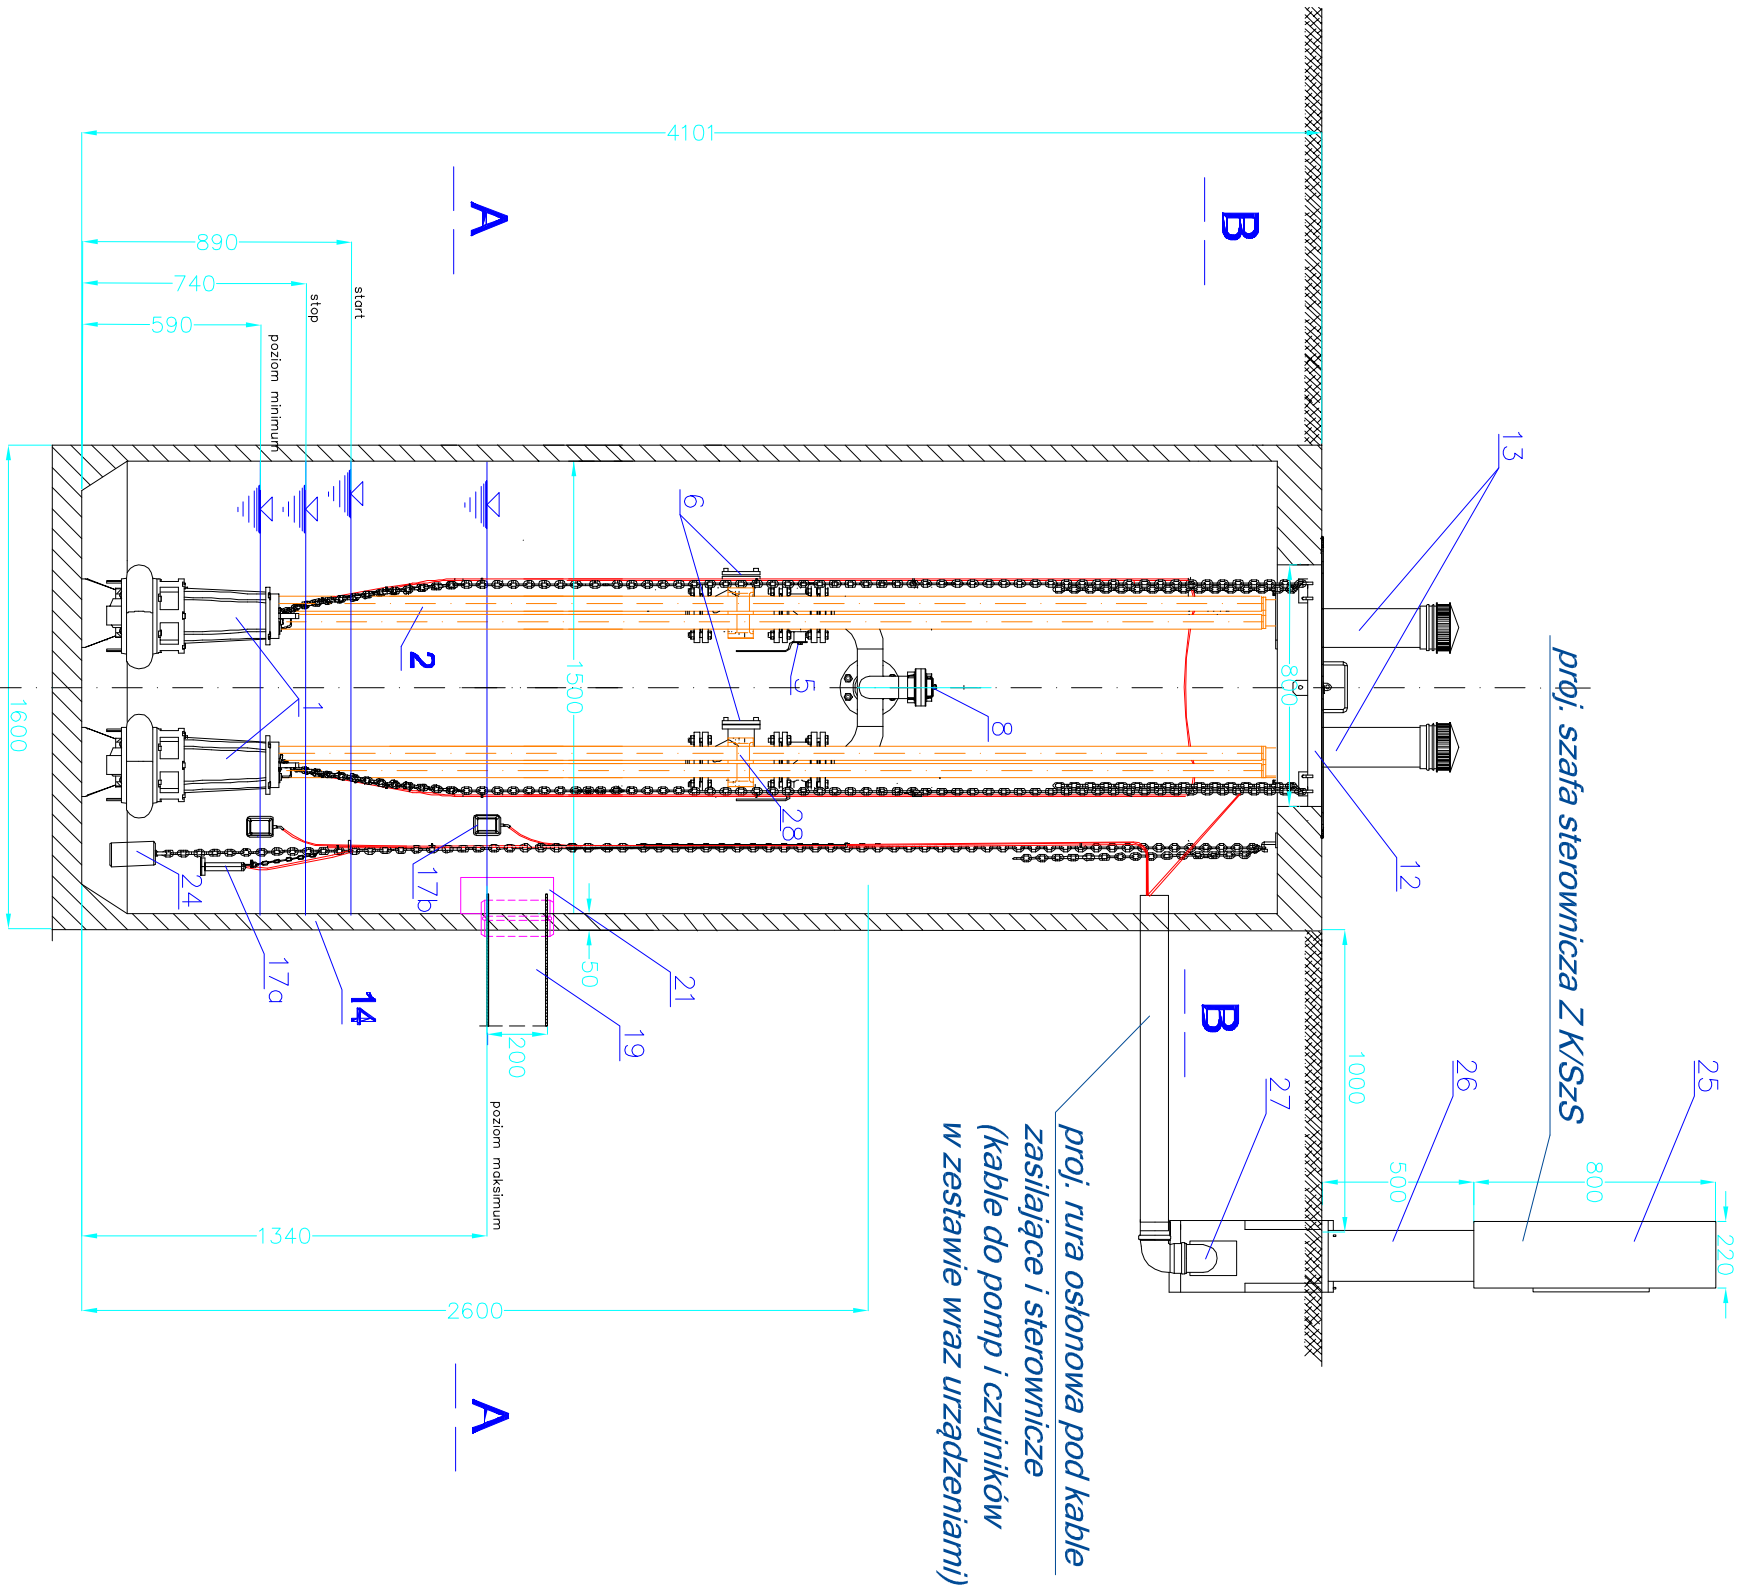 proj. szafa sterownicza ZK/SzS
25
220
800
26
500
13
12
1000
27
4101
B
B
proj. rura osłonowa pod kable
zasilające i sterownicze
(kable do pomp i czujników
w zestawie wraz urządzeniami)
800
8
5
6
28
2600
21
19
50
200
1500
A
A
2
17b
poziom maksimum
1340
start
890
stop
740
poziom minimum
590
14
1
17a
24
1600